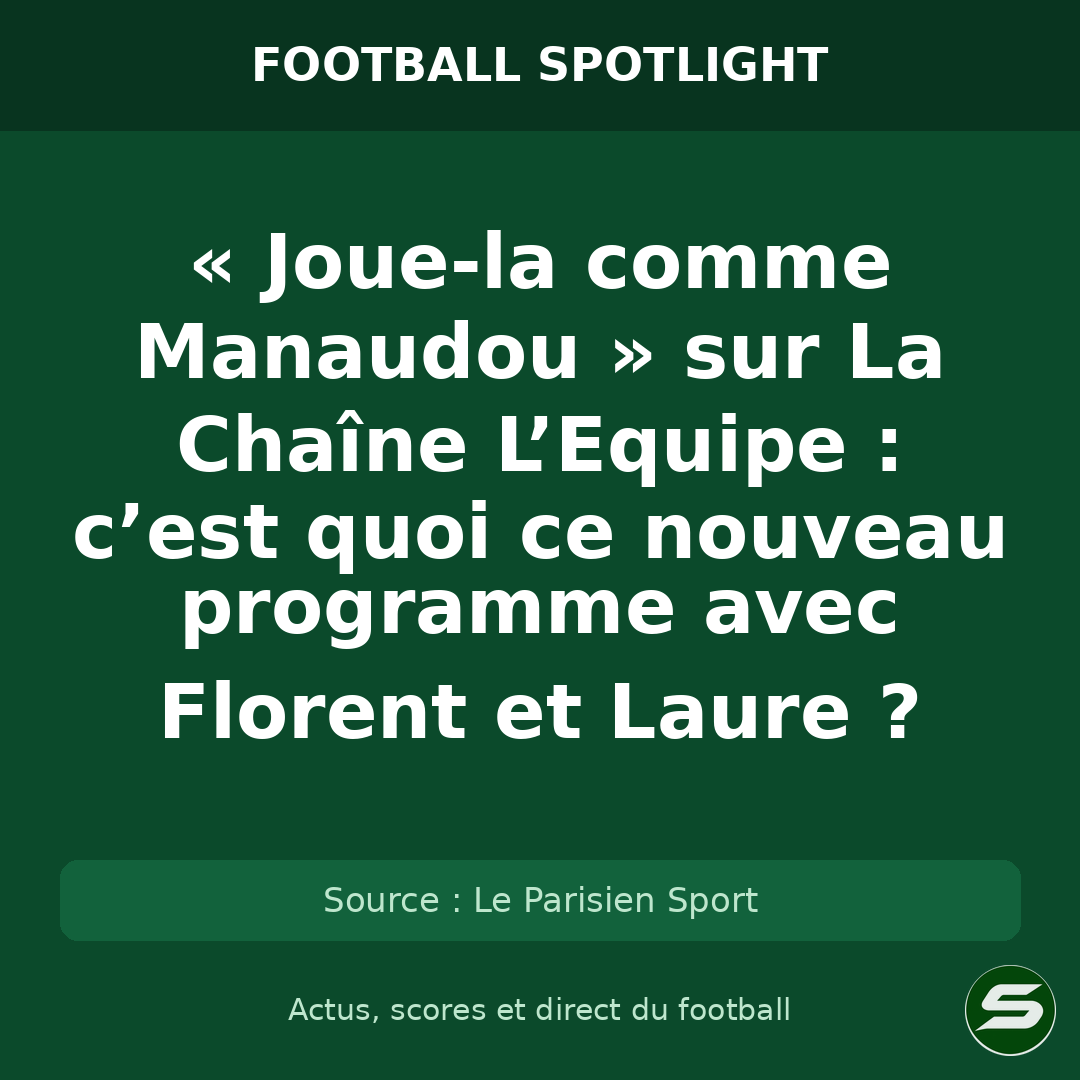 FOOTBALL SPOTLIGHT
« Joue-la comme
Manaudou » sur La
Chaîne L’Equipe :
c’est quoi ce nouveau
programme avec
Florent et Laure ?
Source : Le Parisien Sport
Actus, scores et direct du football
S